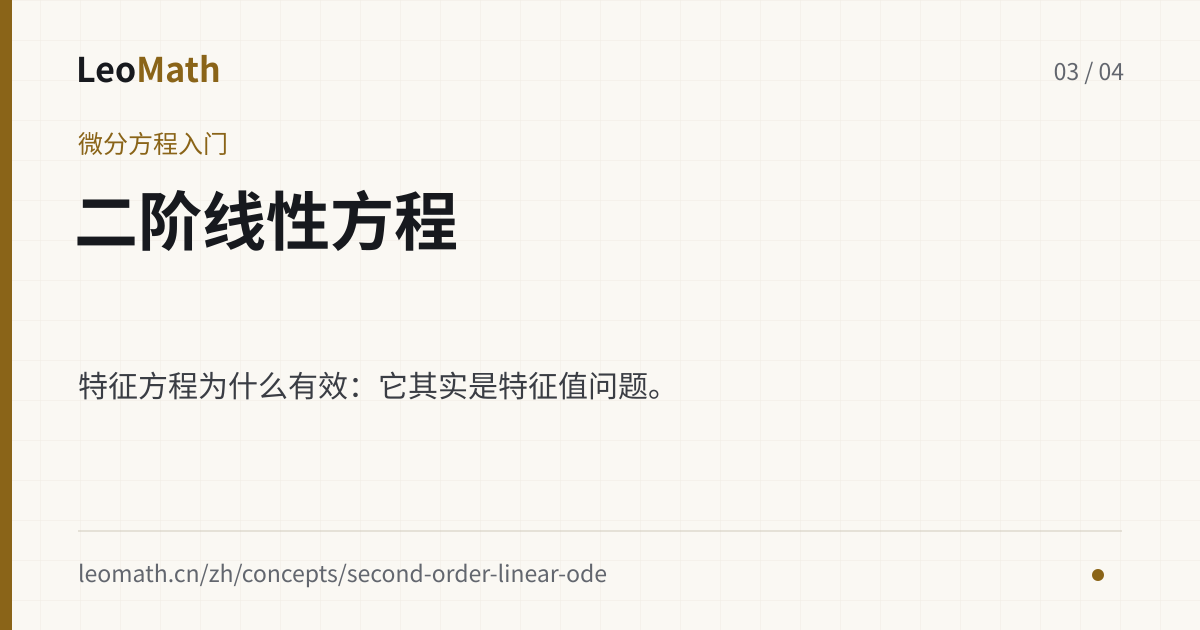 LeoMath
03 / 04
微分方程入门
二阶线性方程
特征方程为什么有效：它其实是特征值问题。
leomath.cn/zh/concepts/second-order-linear-ode